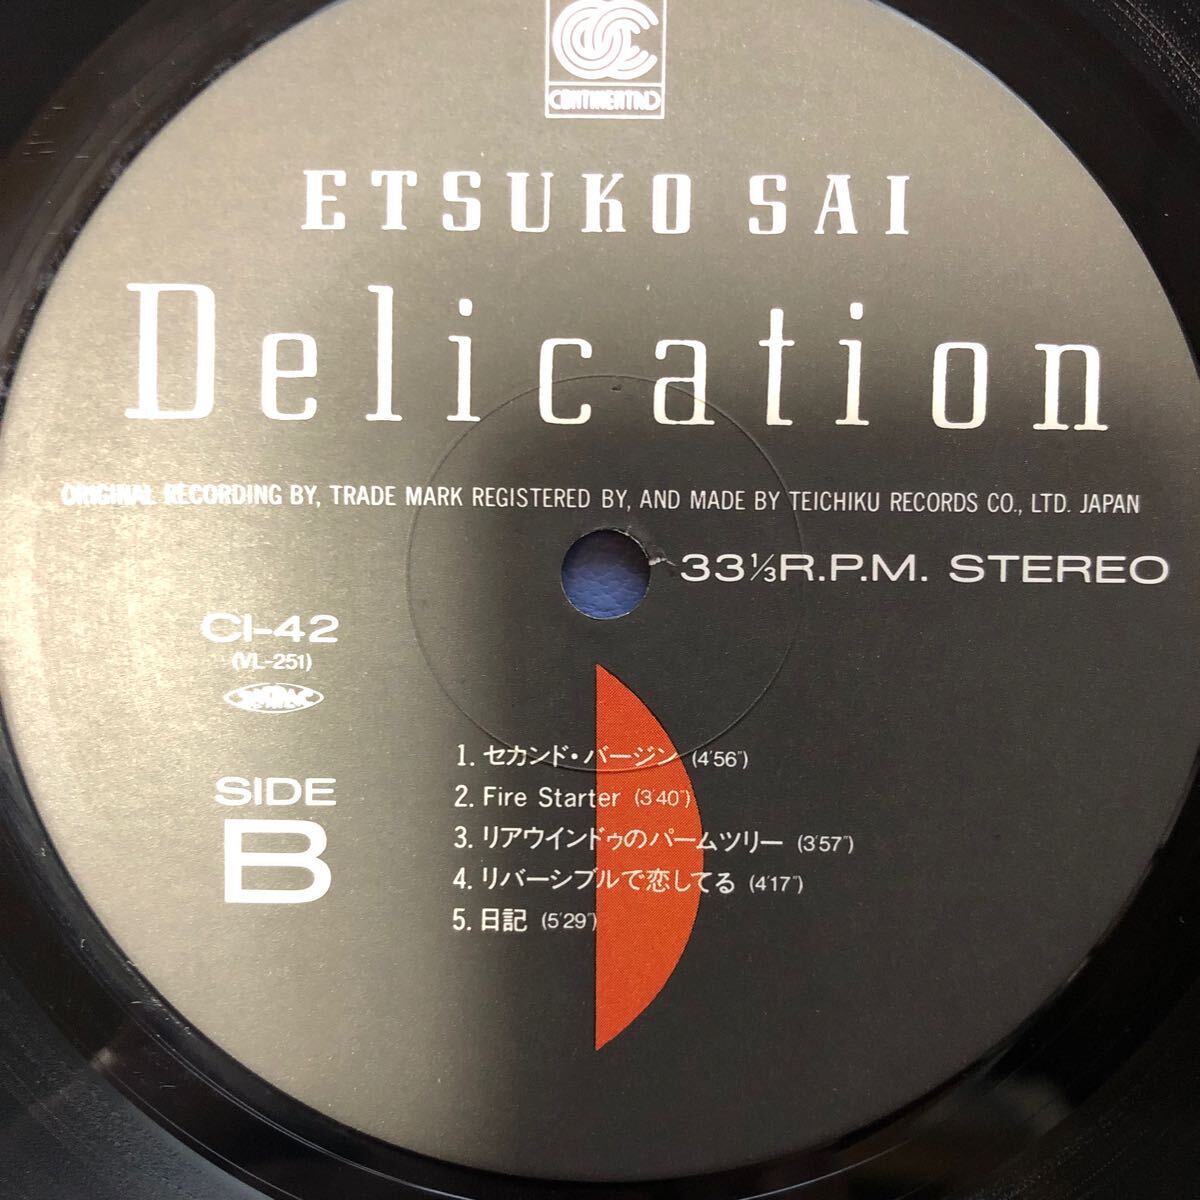 CONTINENTAL
ETSUKO SAI
Delication
ORIGINAL RECORDING BY, TRADE MARK REGISTERED BY, AND MADE BY TEICHIKU RECORDS CO., LTD. JAPAN
33 ⅓ R.P.M. STEREO
CI-42
(VL-251)
JASRAC
SIDE
B
1. セカンド・バージン (4'56")
2. Fire Starter (3'40")
3. リアウインドゥのパームツリー (3'57")
4. リバーシブルで恋してる (4'17")
5. 日記 (5'29")